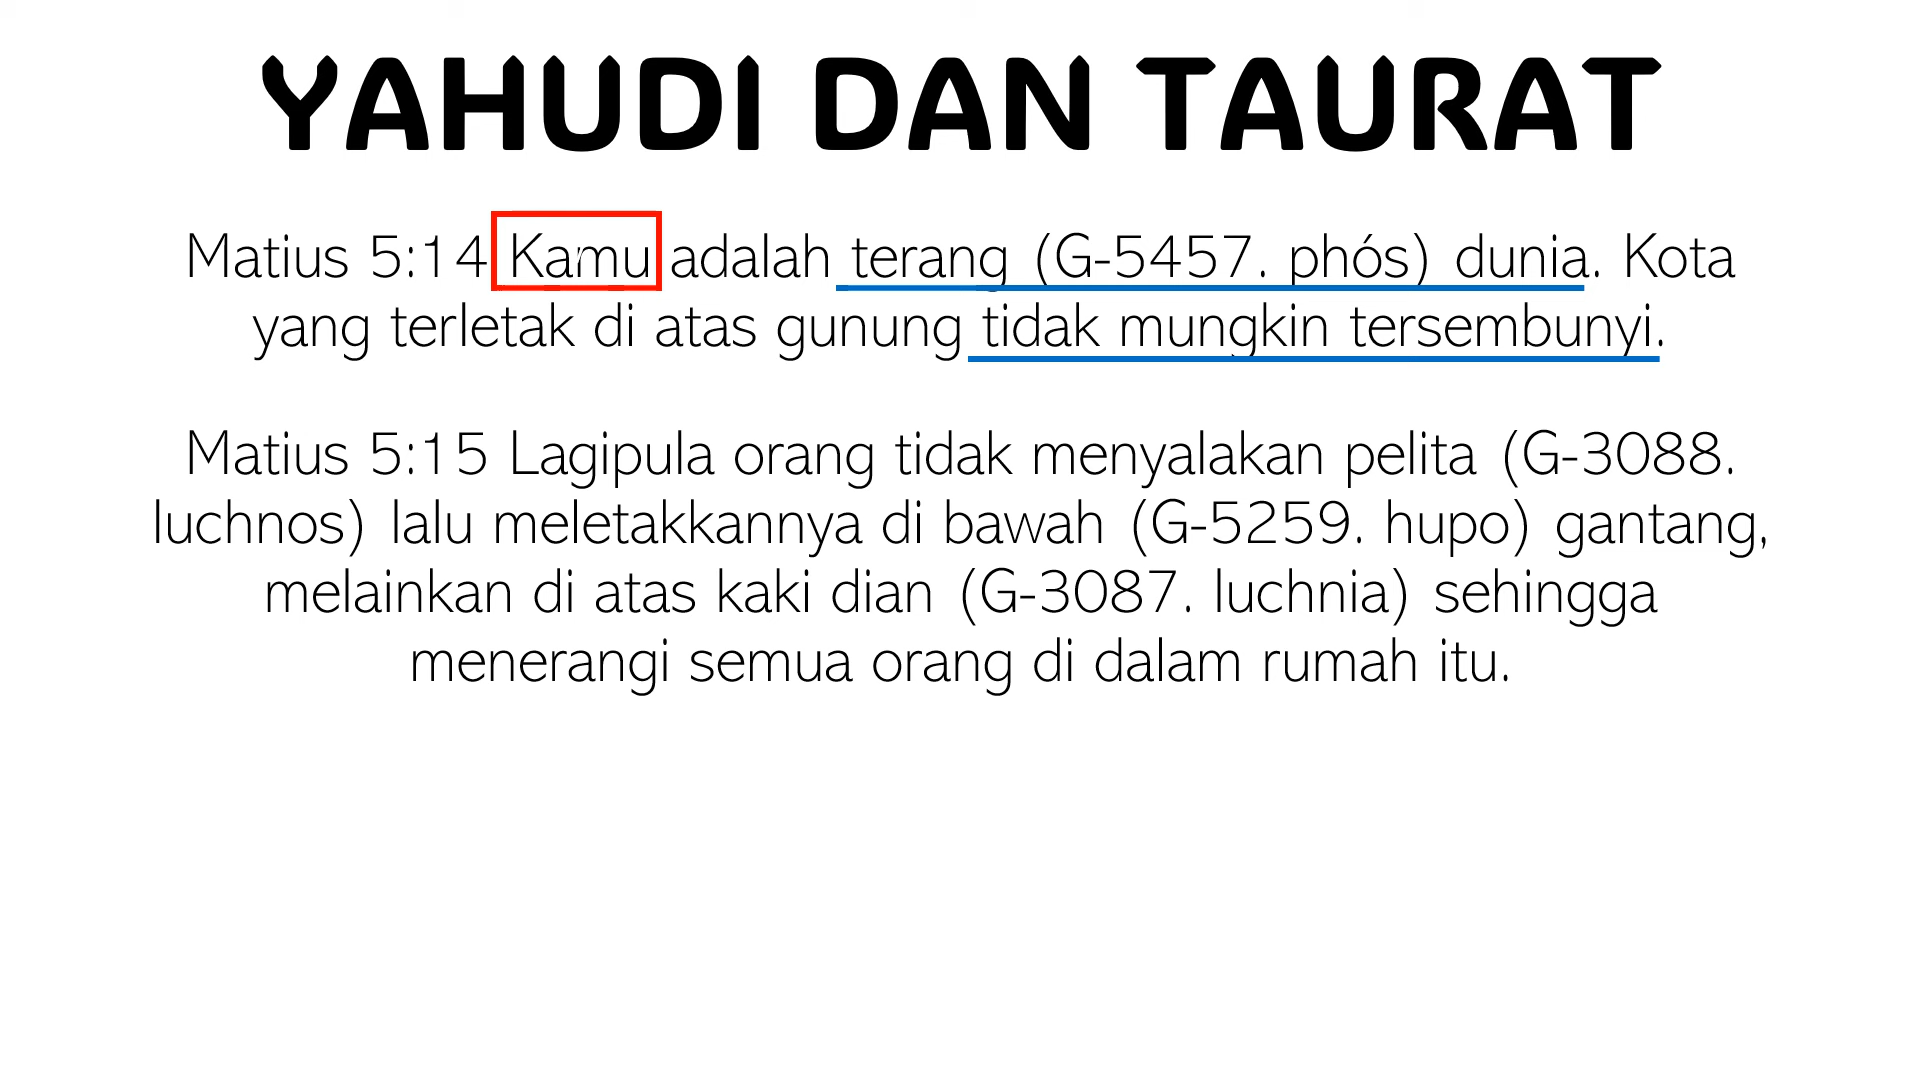 YAHUDI DAN TAURAT
Matius 5:14 Kamu adalah terang (G-5457. phós) dunia. Kota
yang terletak di atas gunung tidak mungkin tersembunyi.
Matius 5:15 Lagipula orang tidak menyalakan pelita (G-3088.
luchnos) lalu meletakkannya di bawah (G-5259. hupo) gantang,
melainkan di atas kaki dian (G-3087. luchnia) sehingga
menerangi semua orang di dalam rumah itu.